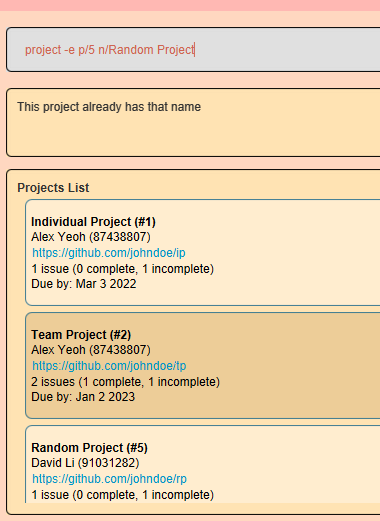 project -e p/5 n/Random Project
This project already has that name
Projects List
Individual Project (#1)
Alex Yeoh (87438807)
https://github.com/johndoe/ip
1 issue (0 complete, 1 incomplete)
Due by: Mar 3 2022
Team Project (#2)
Alex Yeoh (87438807)
https://github.com/johndoe/tp
2 issues (1 complete, 1 incomplete)
Due by: Jan 2 2023
Random Project (#5)
David Li (91031282)
https://github.com/johndoe/rp
1 issue (0 complete, 1 incomplete)